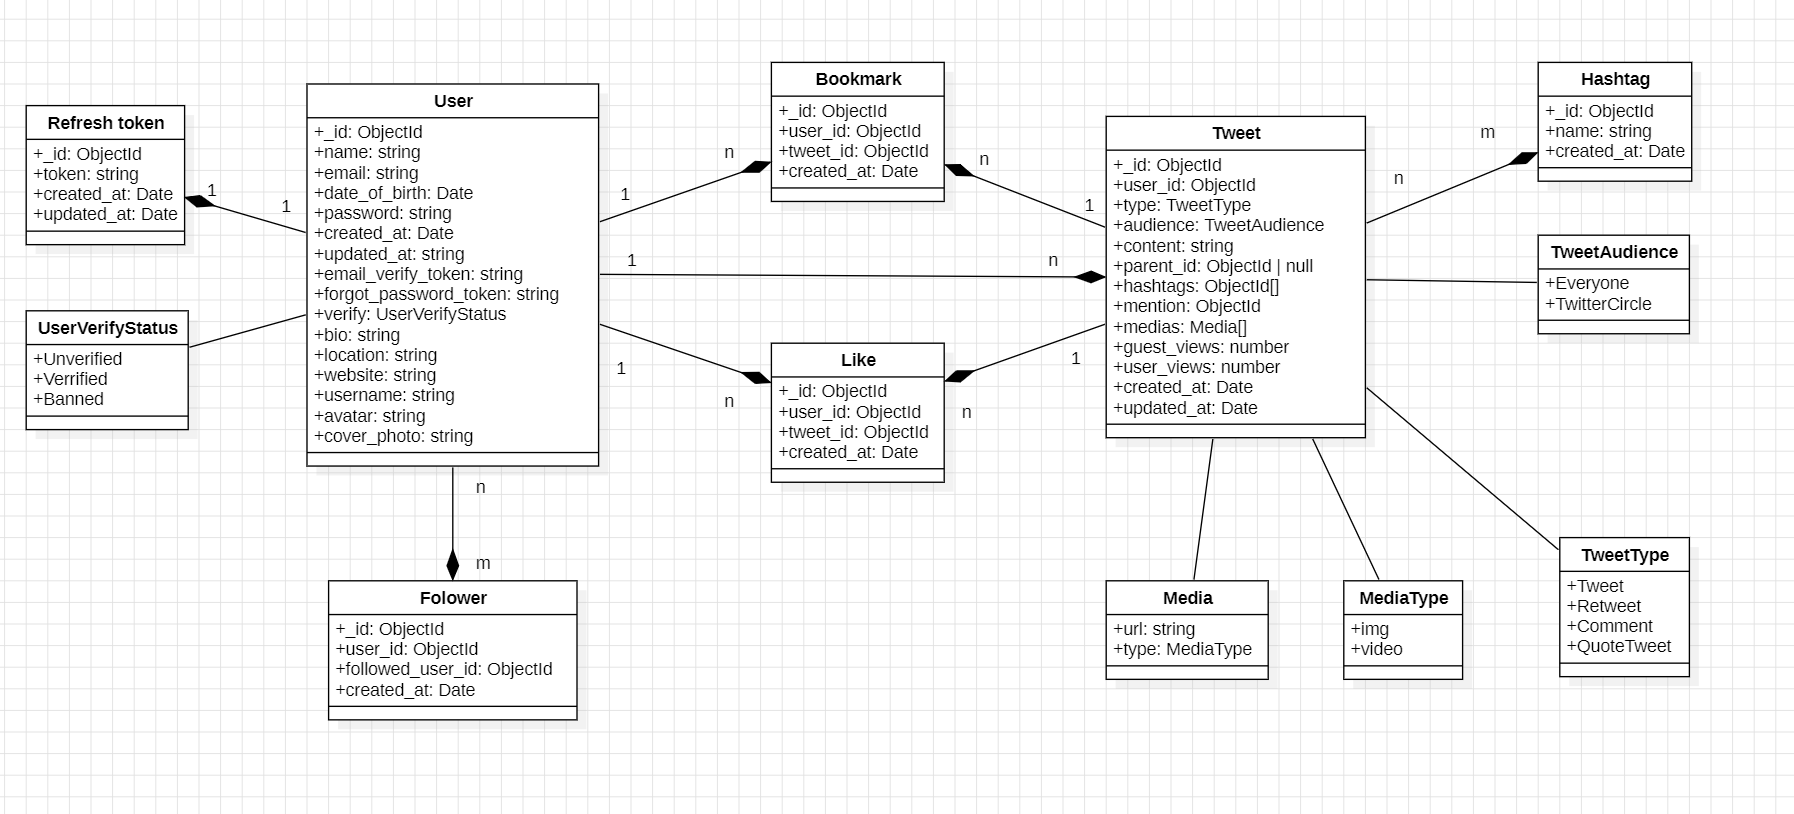 Refresh token
+_id: ObjectId
+token: string
+created_at: Date
+updated_at: Date
1
1
UserVerifyStatus
+Unverified
+Verrified
+Banned
User
+_id: ObjectId
+name: string
+email: string
+date_of_birth: Date
+password: string
+created_at: Date
+updated_at: string
+email_verify_token: string
+forgot_password_token: string
+verify: UserVerifyStatus
+bio: string
+location: string
+website: string
+username: string
+avatar: string
+cover_photo: string
n
m
Folower
+_id: ObjectId
+user_id: ObjectId
+followed_user_id: ObjectId
+created_at: Date
1
n
1
n
1
n
Bookmark
+_id: ObjectId
+user_id: ObjectId
+tweet_id: ObjectId
+created_at: Date
n
1
Like
+_id: ObjectId
+user_id: ObjectId
+tweet_id: ObjectId
+created_at: Date
n
1
Tweet
+_id: ObjectId
+user_id: ObjectId
+type: TweetType
+audience: TweetAudience
+content: string
+parent_id: ObjectId | null
+hashtags: ObjectId[]
+mention: ObjectId
+medias: Media[]
+guest_views: number
+user_views: number
+created_at: Date
+updated_at: Date
n
m
Hashtag
+_id: ObjectId
+name: string
+created_at: Date
TweetAudience
+Everyone
+TwitterCircle
Media
+url: string
+type: MediaType
MediaType
+img
+video
TweetType
+Tweet
+Retweet
+Comment
+QuoteTweet